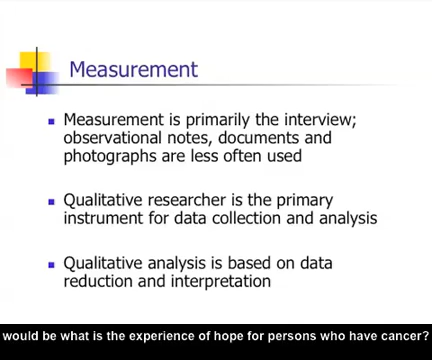 Measurement
Measurement is primarily the interview;
observational notes, documents and
photographs are less often used
Qualitative researcher is the primary
instrument for data collection and analysis
Qualitative analysis is based on data
reduction and interpretation
would be what is the experience of hope for persons who have cancer?